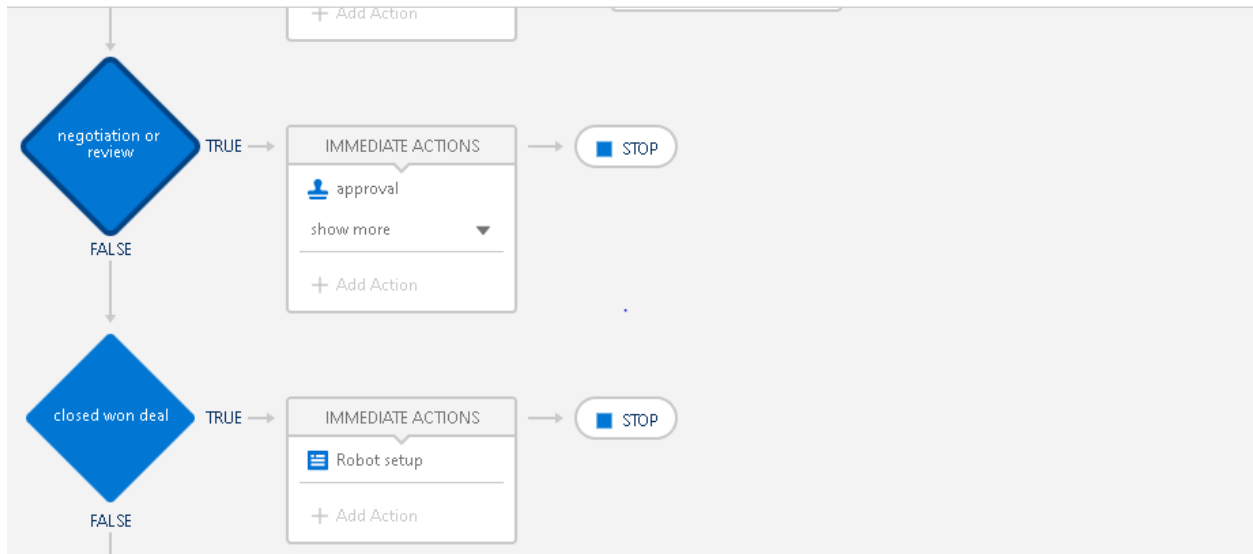 + Add Action
negotiation or
review
TRUE
IMMEDIATE ACTIONS
STOP
approval
show more
+ Add Action
FALSE
closed won deal
TRUE
IMMEDIATE ACTIONS
STOP
Robot setup
+ Add Action
FALSE